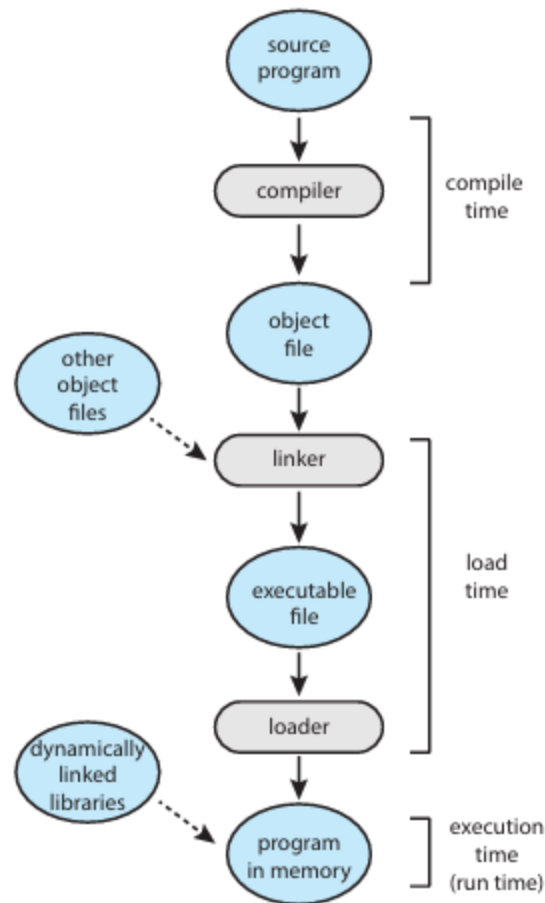 source
program
compiler
compile
time
object
file
other
object
files
linker
executable
file
load
time
loader
dynamically
linked
libraries
program
in memory
execution
time
(run time)